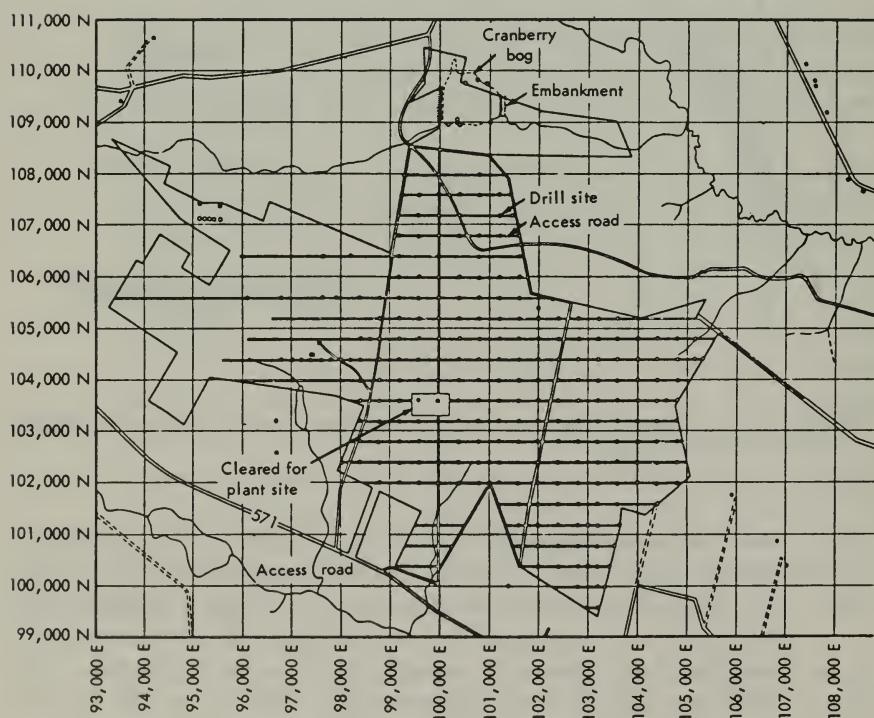 111,000 N
110,000 N
109,000 N
108,000 N
107,000 N
106,000 N
105,000 N
104,000 N
103,000 N
102,000 N
101,000 N
100,000 N
99,000 N
Cranberry
bog
Embankment
Drill site
Access road
Cleared for
plant site
571
Access road
93,000 E
94,000 E
95,000 E
96,000 E
97,000 E
98,000 E
99,000 E
100,000 E
101,000 E
102,000 E
103,000 E
104,000 E
105,000 E
106,000 E
107,000 E
108,000 E